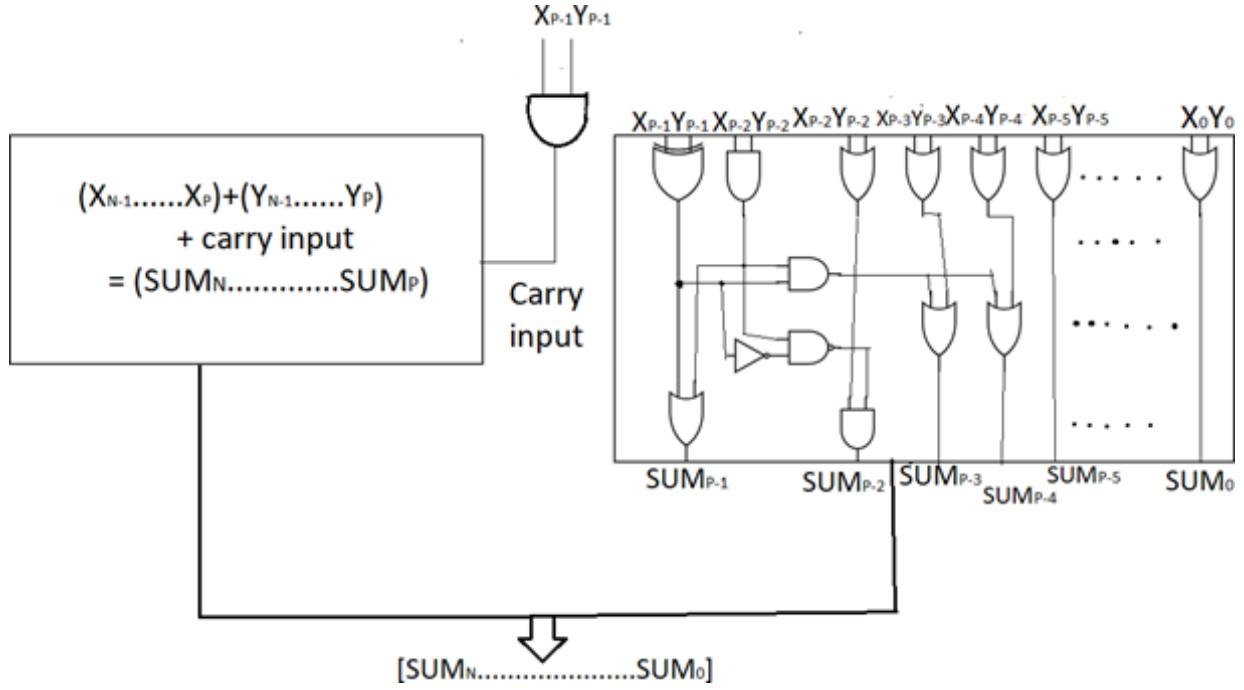 XP-1YP-1
XP-1YP-1 XP-2YP-2 XP-2YP-2 XP-3YP-3 XP-4YP-4 XP-5YP-5 X0Y0
(XN-1......XP)+(YN-1......YP)
+ carry input
= (SUMN.............SUMP)
Carry
input
SUMP-1 SUMP-2 SUMP-3 SUMP-4 SUMP-5 SUM0
[SUMN......................SUM0]